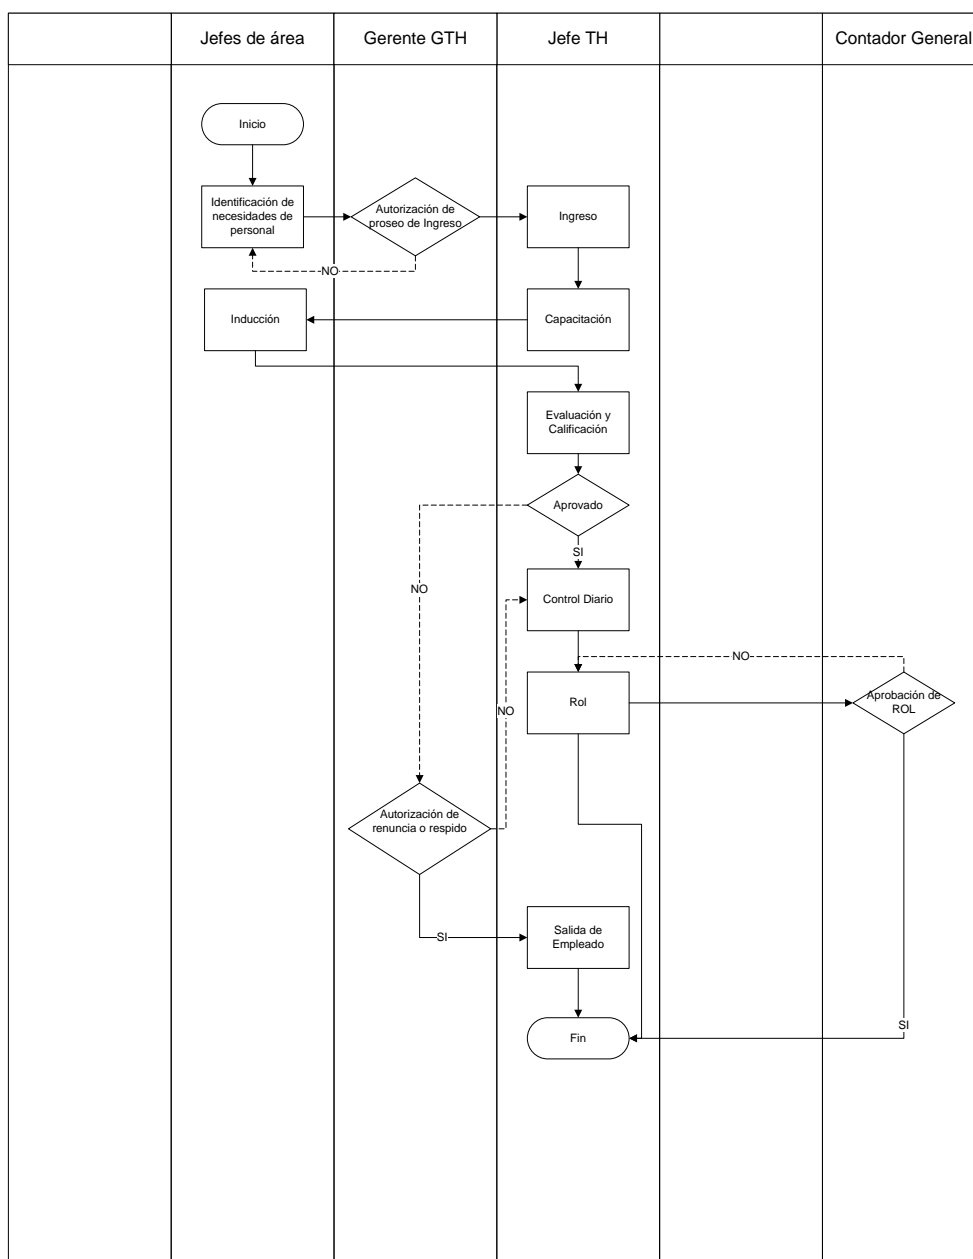 Jefes de área
Gerente GTH
Jefe TH
Contador General
Inicio
Identificación de
necesidades de
personal
Autorización de
proseo de Ingreso
Ingreso
NO
Inducción
Capacitación
Evaluación y
Calificación
Aprovado
SI
NO
Control Diario
NO
Rol
NO
Aprobación de
ROL
Autorización de
renuncia o respido
SI
Salida de
Empleado
SI
Fin